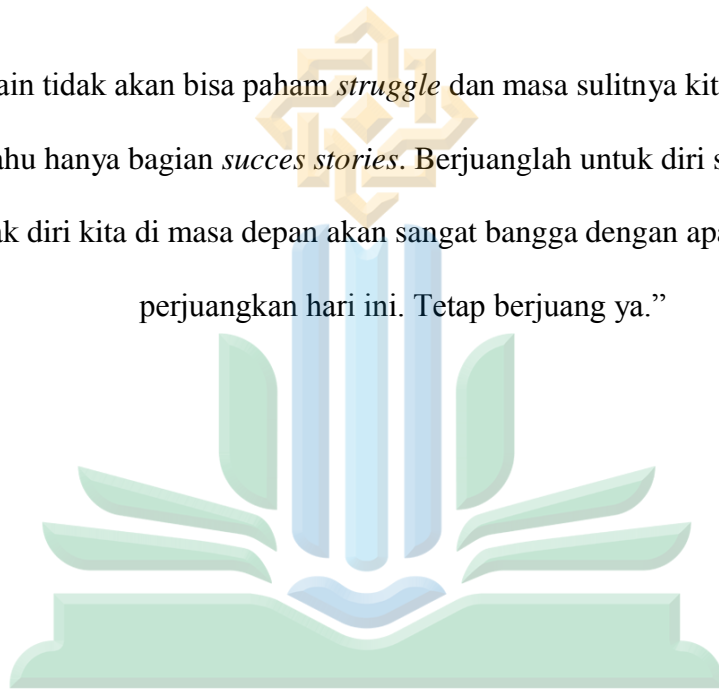 ain tidak akan bisa paham struggle dan masa sulitnya kit
ahu hanya bagian succes stories. Berjuanglah untuk diri s
ak diri kita di masa depan akan sangat bangga dengan apa
perjuangkan hari ini. Tetap berjuang ya.”